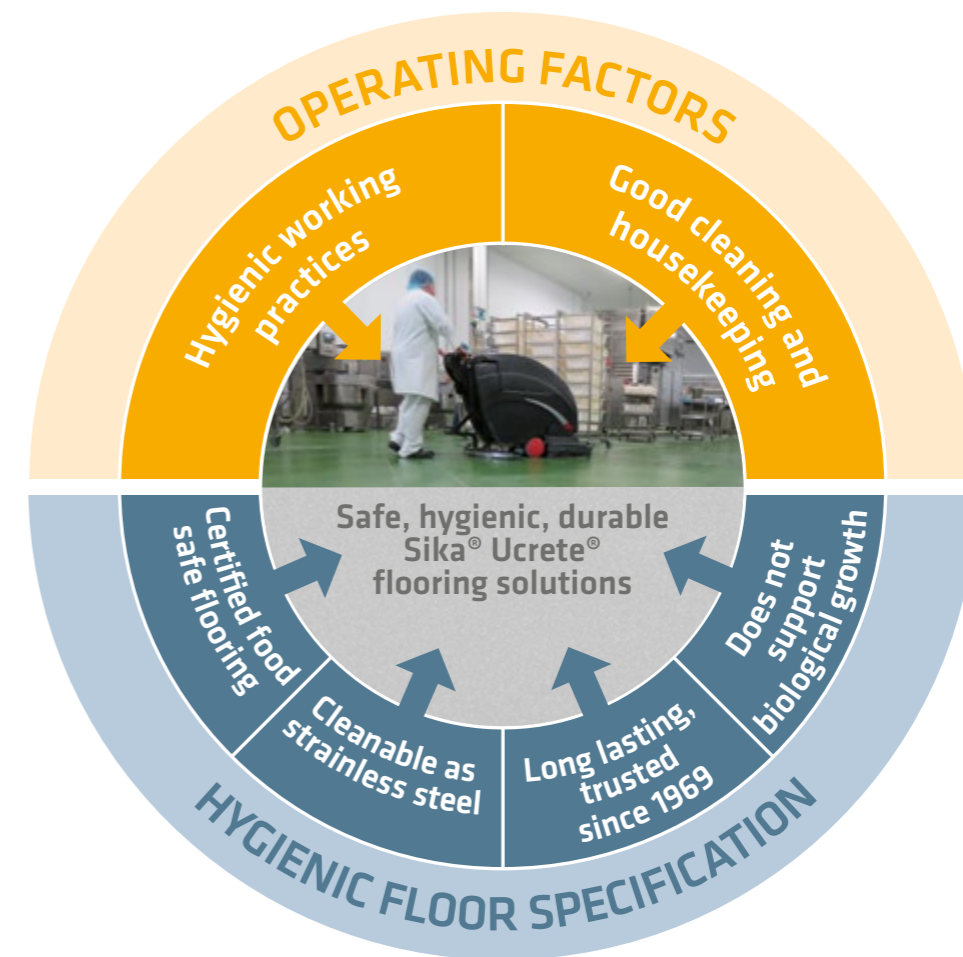 OPERATING FACTORS
Hygienic working
practices
Good cleaning and
housekeeping
Safe, hygienic, durable
Sika® Ucrete®
flooring solutions
Certified food
safe flooring
Cleanable as
strainless steel
Long lasting,
trusted
since 1969
Does not
support
biological growth
HYGIENIC FLOOR SPECIFICATION